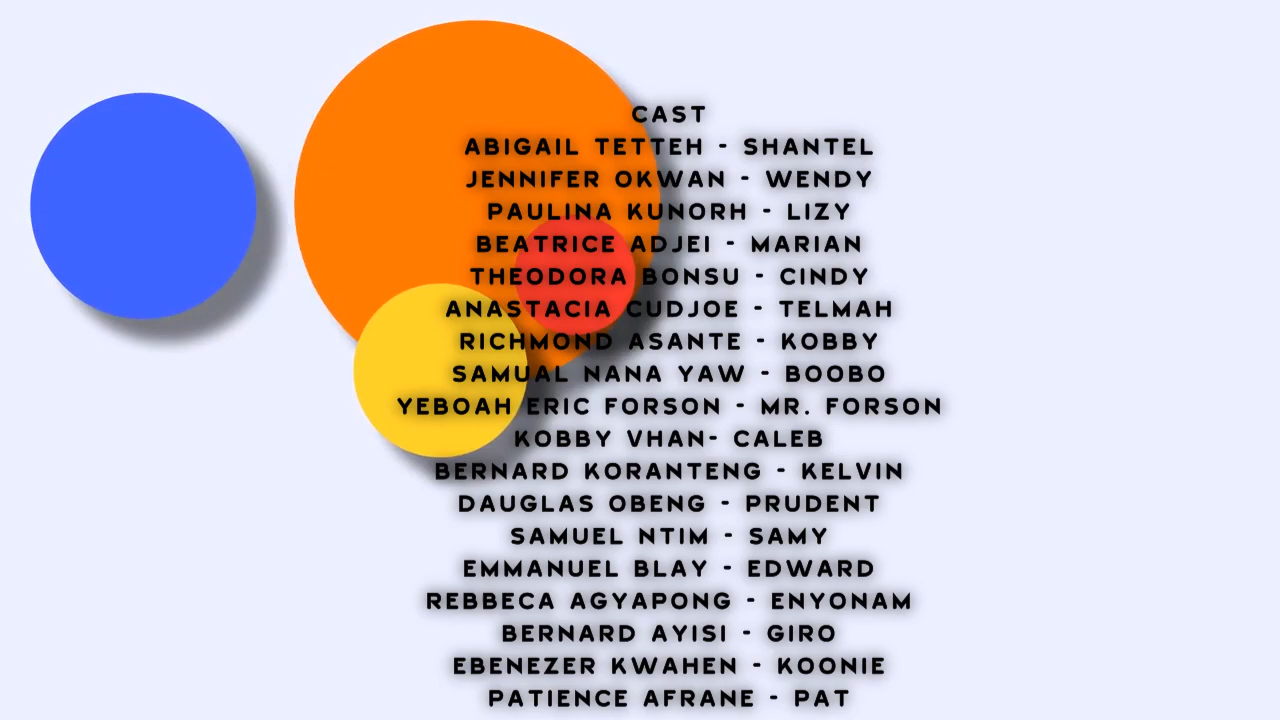 CAST
ABIGAIL TETTEH - SHANTEL
JENNIFER OKWAN - WENDY
PAULINA KUNORH - LIZY
BEATRICE ADJEI - MARIAN
THEODORA BONSU - CINDY
ANASTACIA CUDJOE - TELMAH
RICHMOND ASANTE - KOBBY
SAMUAL NANA YAW - BOOBO
YEBOAH ERIC FORSON - MR. FORSON
KOBBY VHAN- CALEB
BERNARD KORANTENG - KELVIN
DAUGLAS OBENG - PRUDENT
SAMUEL NTIM - SAMY
EMMANUEL BLAY - EDWARD
REBBECA AGYAPONG - ENYONAM
BERNARD AYISI - GIRO
EBENEZER KWAHEN - KOONIE
PATIENCE AFRANE - PAT